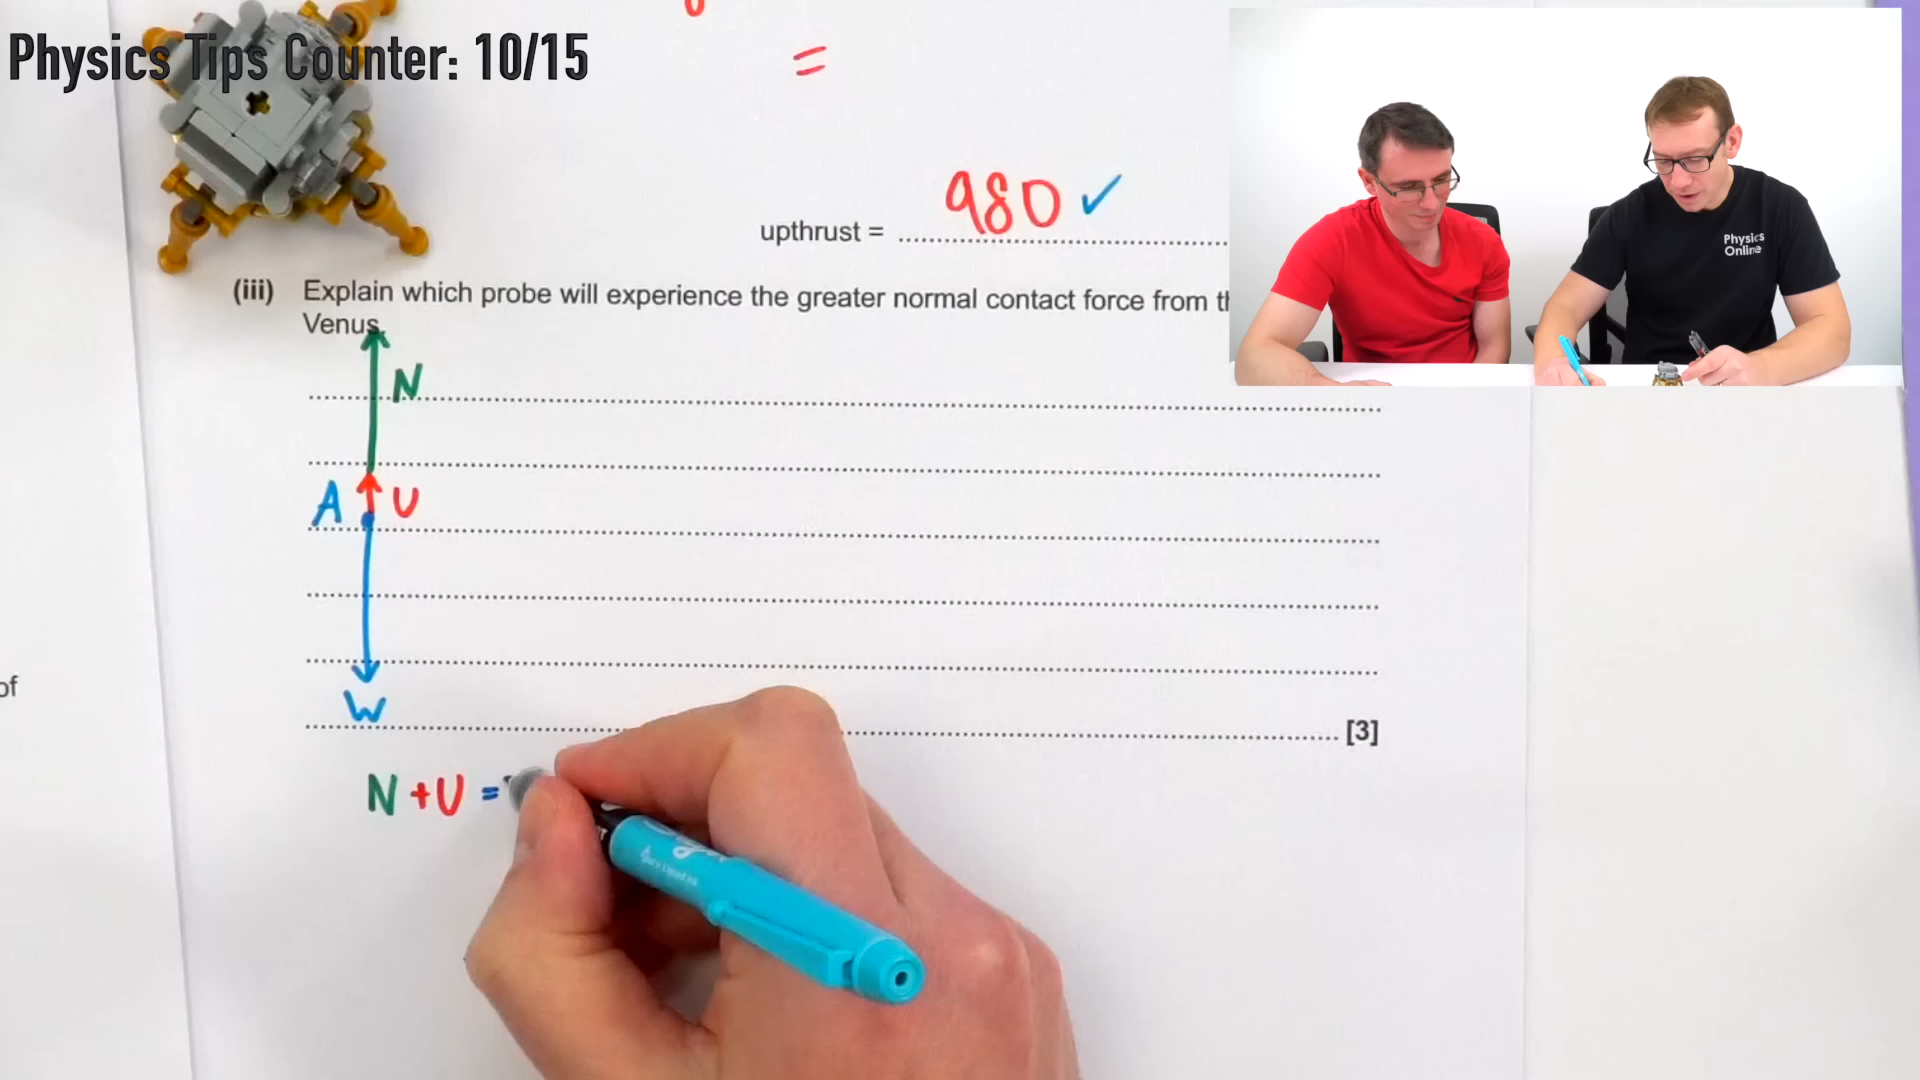 Physics Tips Counter: 10/15
=
upthrust = 980 ✓
(iii) Explain which probe will experience the greater normal contact force from
Venus.
N
A U
W
[3]
N + U =
of
Physics
Online